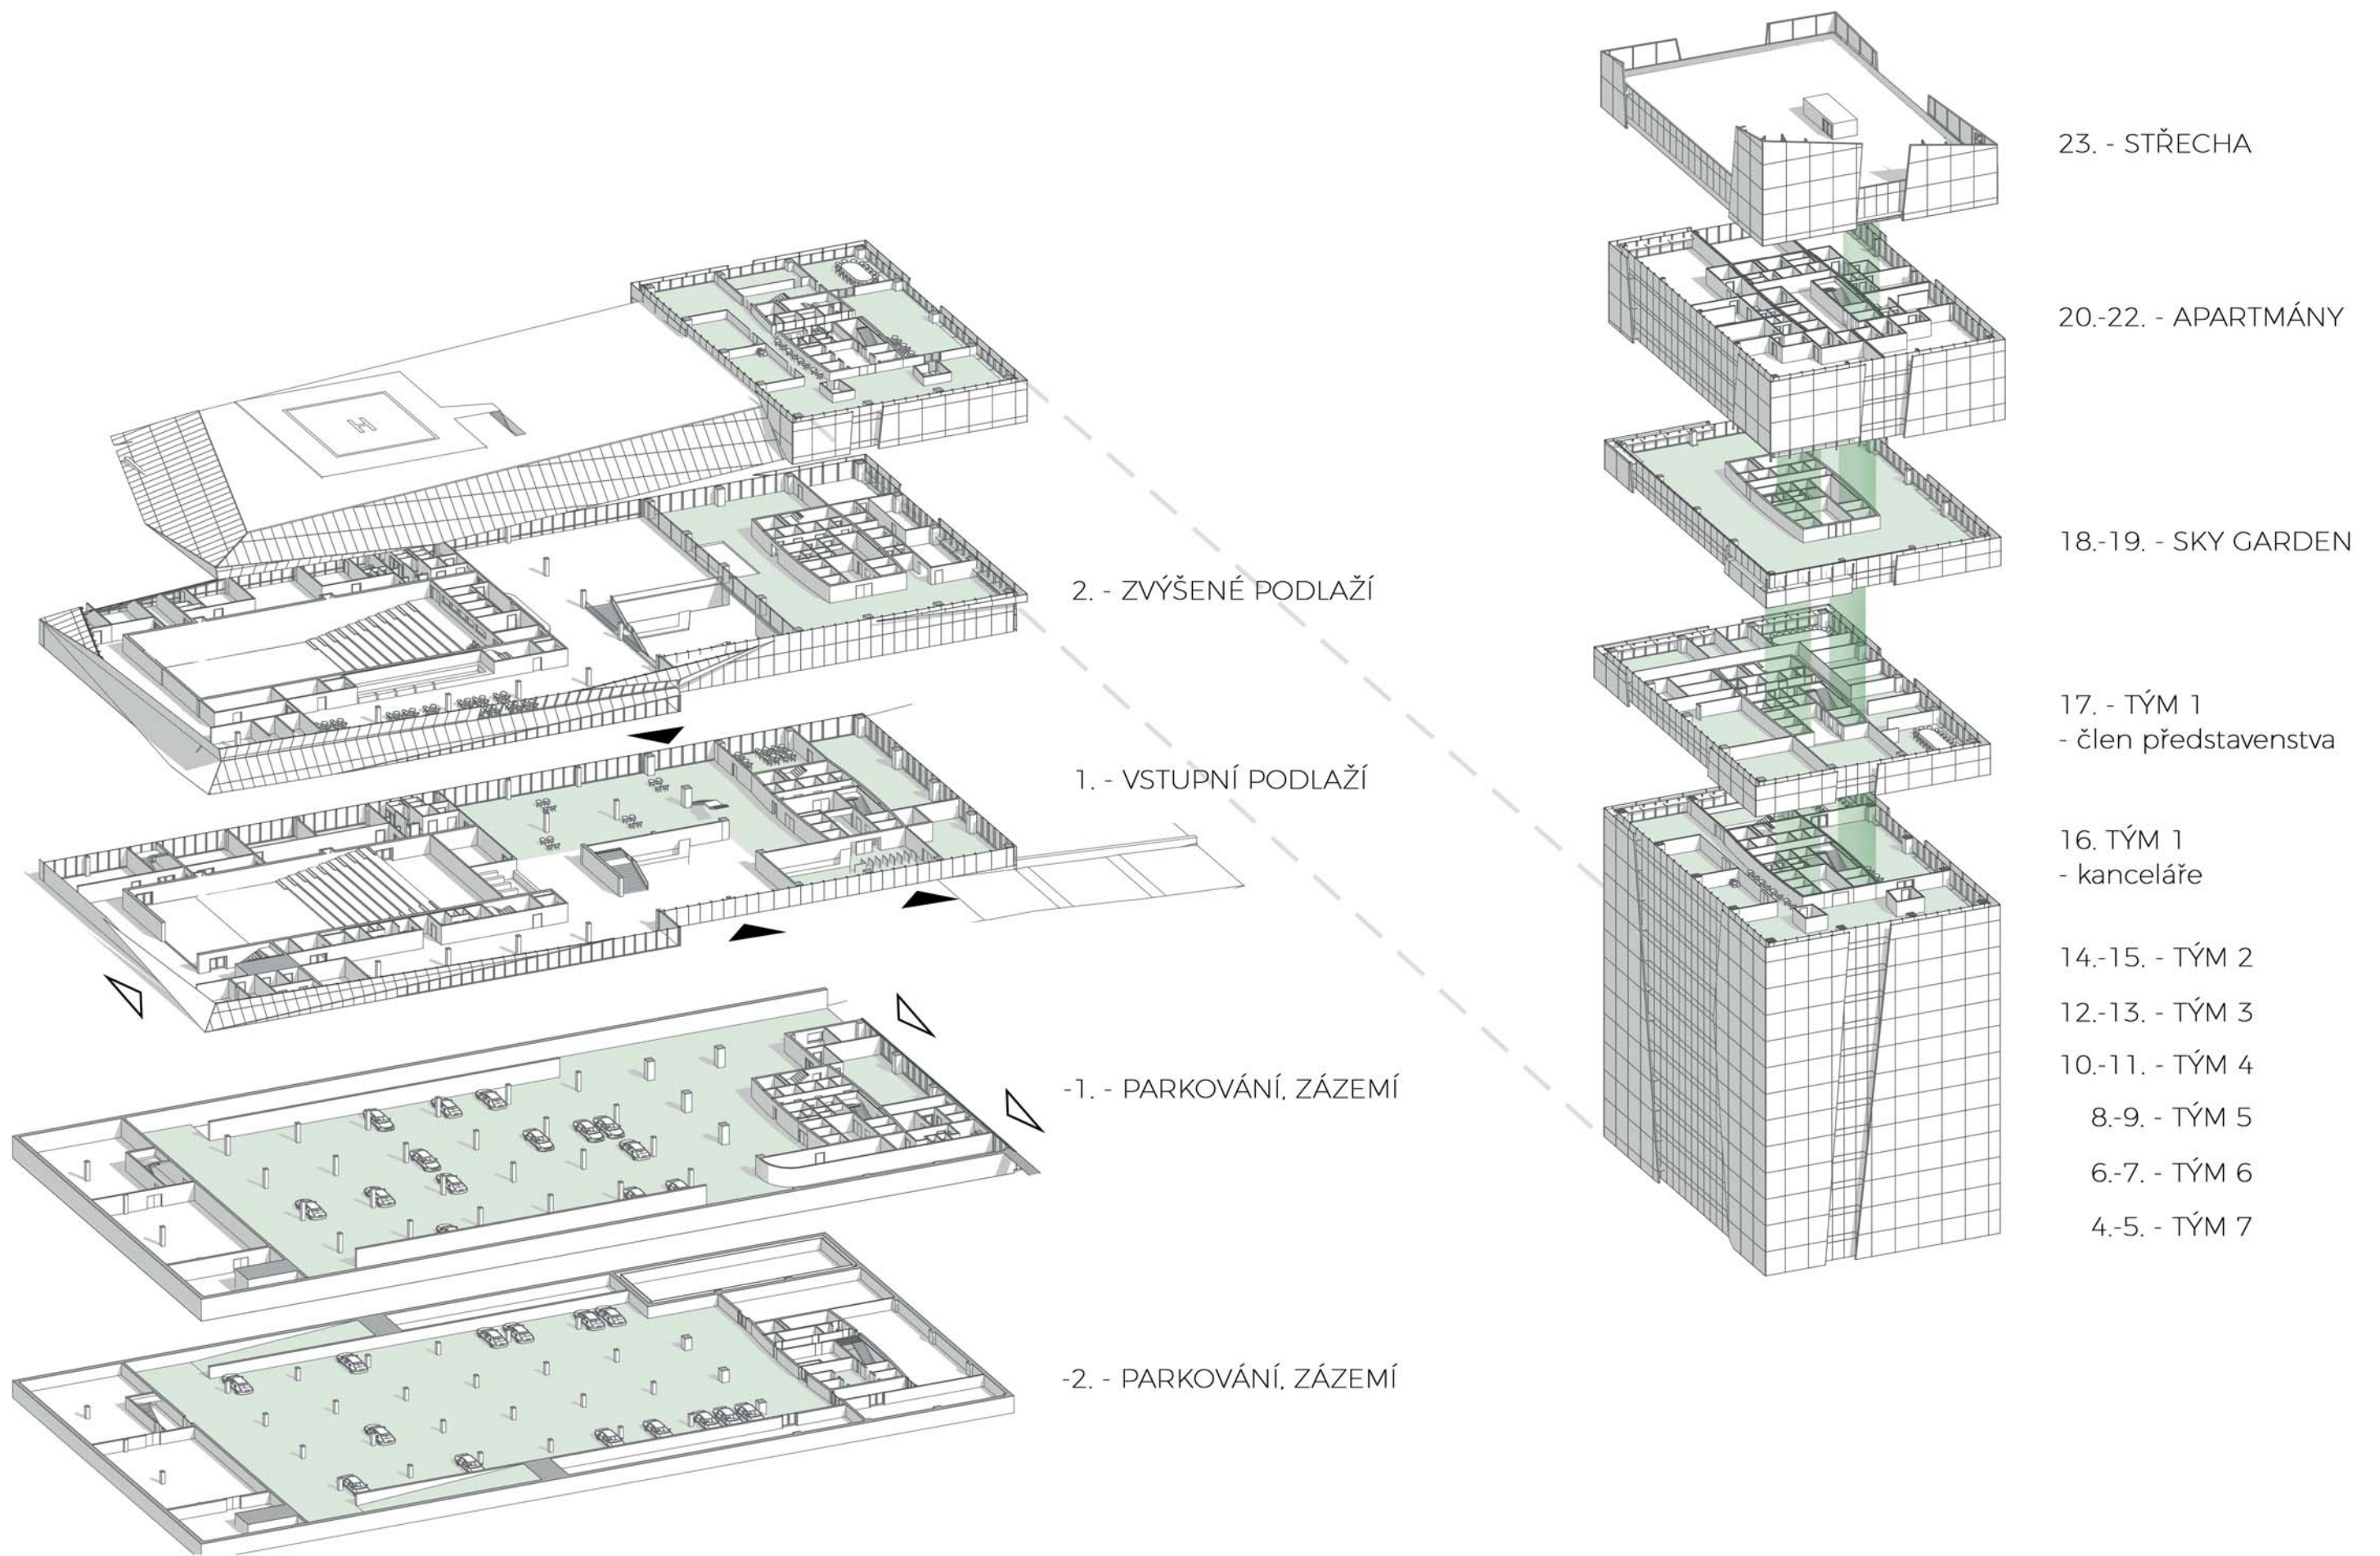 23. - STŘECHA
20.-22. - APARTMÁNY
18.-19. - SKY GARDEN
17. - TÝM 1
- člen představenstva
16. TÝM 1
- kanceláře
14.-15. - TÝM 2
12.-13. - TÝM 3
10.-11. - TÝM 4
8.-9. - TÝM 5
6.-7. - TÝM 6
4.-5. - TÝM 7
H
2. - ZVÝŠENÉ PODLAŽÍ
1. - VSTUPNÍ PODLAŽÍ
-1. - PARKOVÁNÍ, ZÁZEMÍ
-2. - PARKOVÁNÍ, ZÁZEMÍ